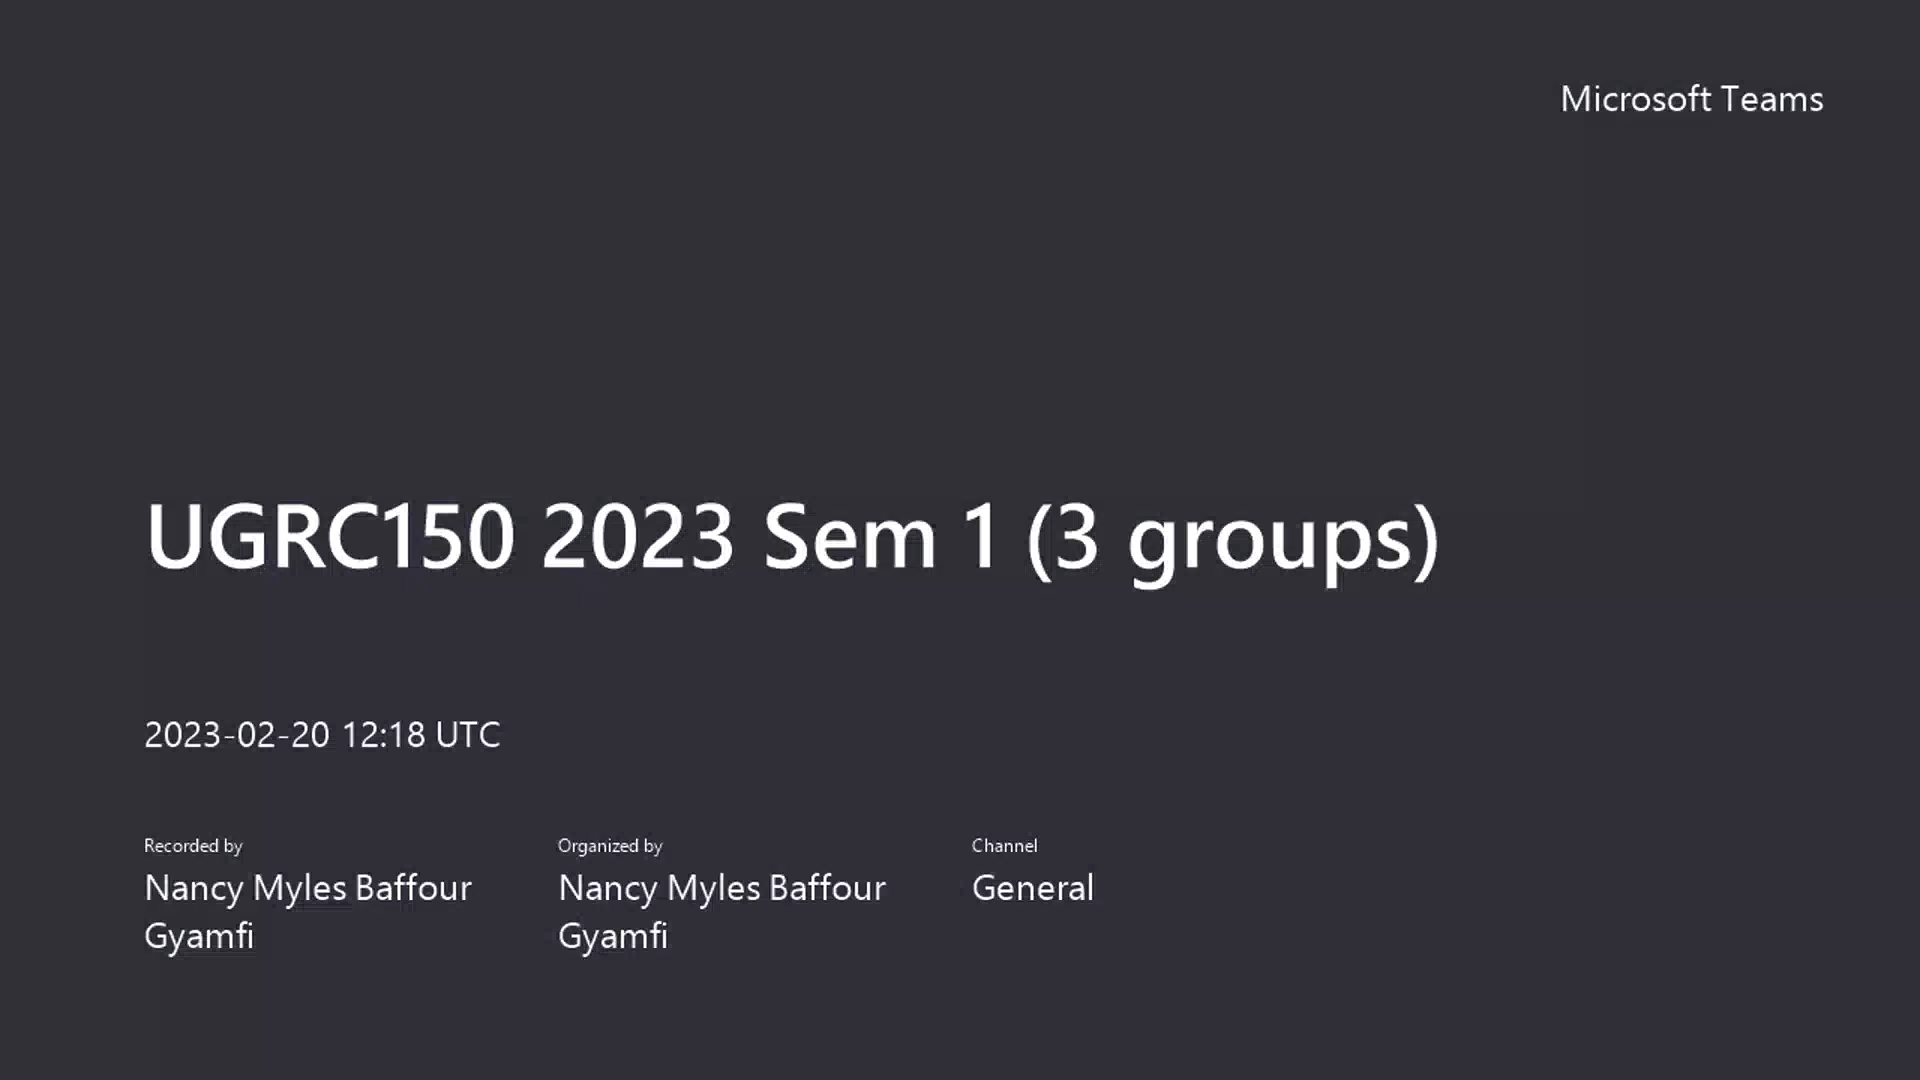 Microsoft Teams
UGRC150 2023 Sem 1 (3 groups)
2023-02-20 12:18 UTC
Recorded by
Nancy Myles Baffour
Gyamfi
Organized by
Nancy Myles Baffour
Gyamfi
Channel
General